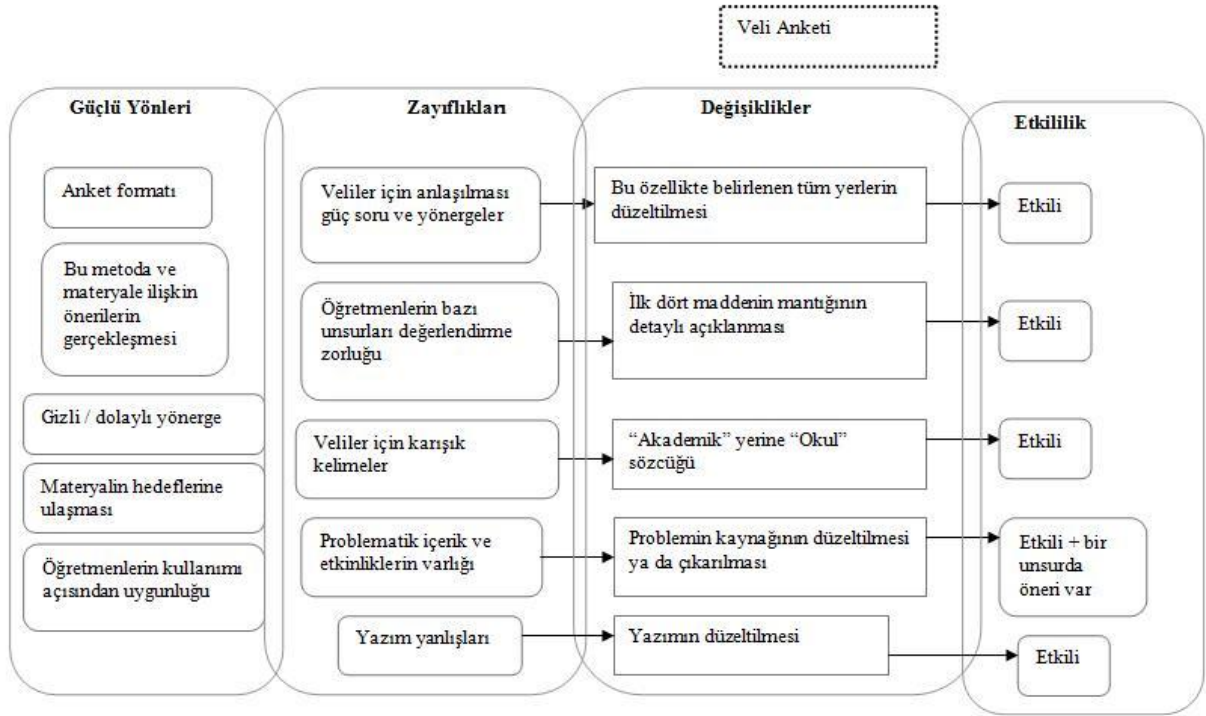 Veli Anketi
Güçlü Yönleri
Anket formatı
Bu metoda ve
materyale ilişkin
önerilerin
gerçekleşmesi
Gizli / dolaylı yönerge
Materyalin hedeflerine
ulaşması
Öğretmenlerin kullanımı
açısından uygunluğu
Zayıflıkları
Veliler için anlaşılması
güç soru ve yönergeler
Öğretmenlerin bazı
unsurları değerlendirme
zorluğu
Veliler için karışık
kelimeler
Problematik içerik ve
etkinliklerin varlığı
Yazım yanlışları
Değişiklikler
Bu özellikte belirlenen tüm yerlerin
düzeltilmesi
İlk dört maddenin mantığının
detaylı açıklanması
“Akademik” yerine “Okul”
sözcüğü
Problemin kaynağının düzeltilmesi
ya da çıkarılması
Yazımın düzeltilmesi
Etkililik
Etkili
Etkili
Etkili
Etkili + bir
unsurda
öneri var
Etkili